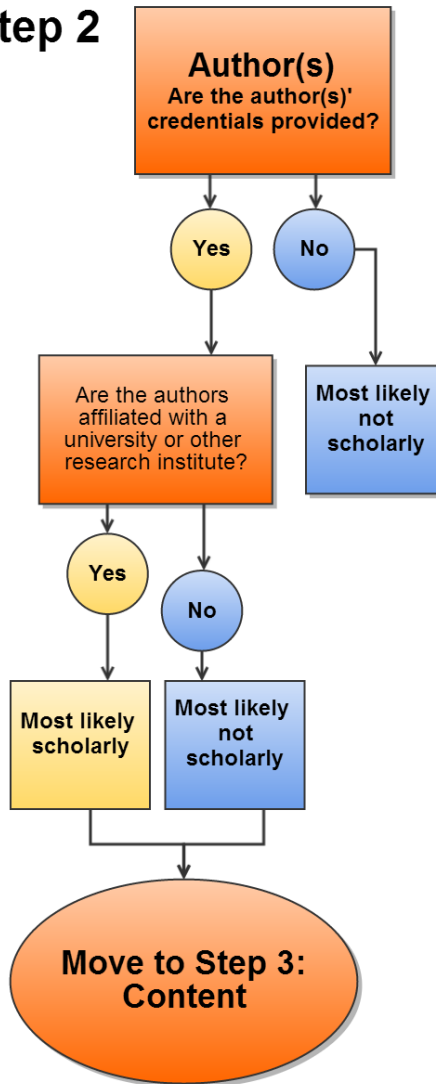 tep 2
Author(s)
Are the author(s)'
credentials provided?
Yes
No
Are the authors
affiliated with a
university or other
research institute?
Most likely
not
scholarly
Yes
No
Most likely
scholarly
Most likely
not
scholarly
Move to Step 3:
Content